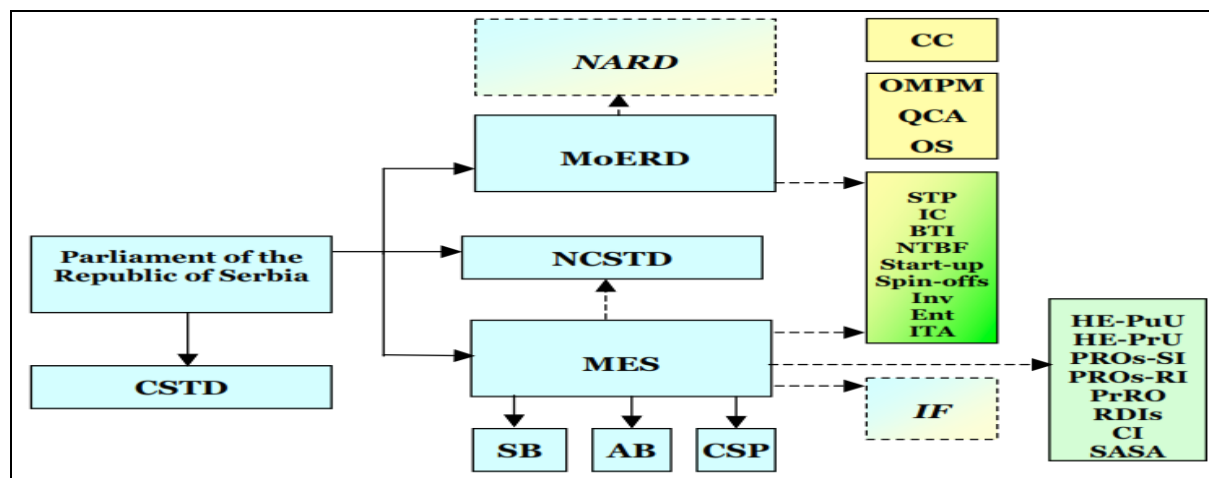 NARD
CC
OMPM
QCA
OS
MoERD
STP
IC
BTI
NTBF
Start-up
Spin-offs
Inv
Ent
ITA
Parliament of the
Republic of Serbia
NCSTD
CSTD
MES
HE-PuU
HE-PrU
PROs-SI
PROs-RI
PrRO
RDIs
CI
SASA
IF
SB
AB
CSP